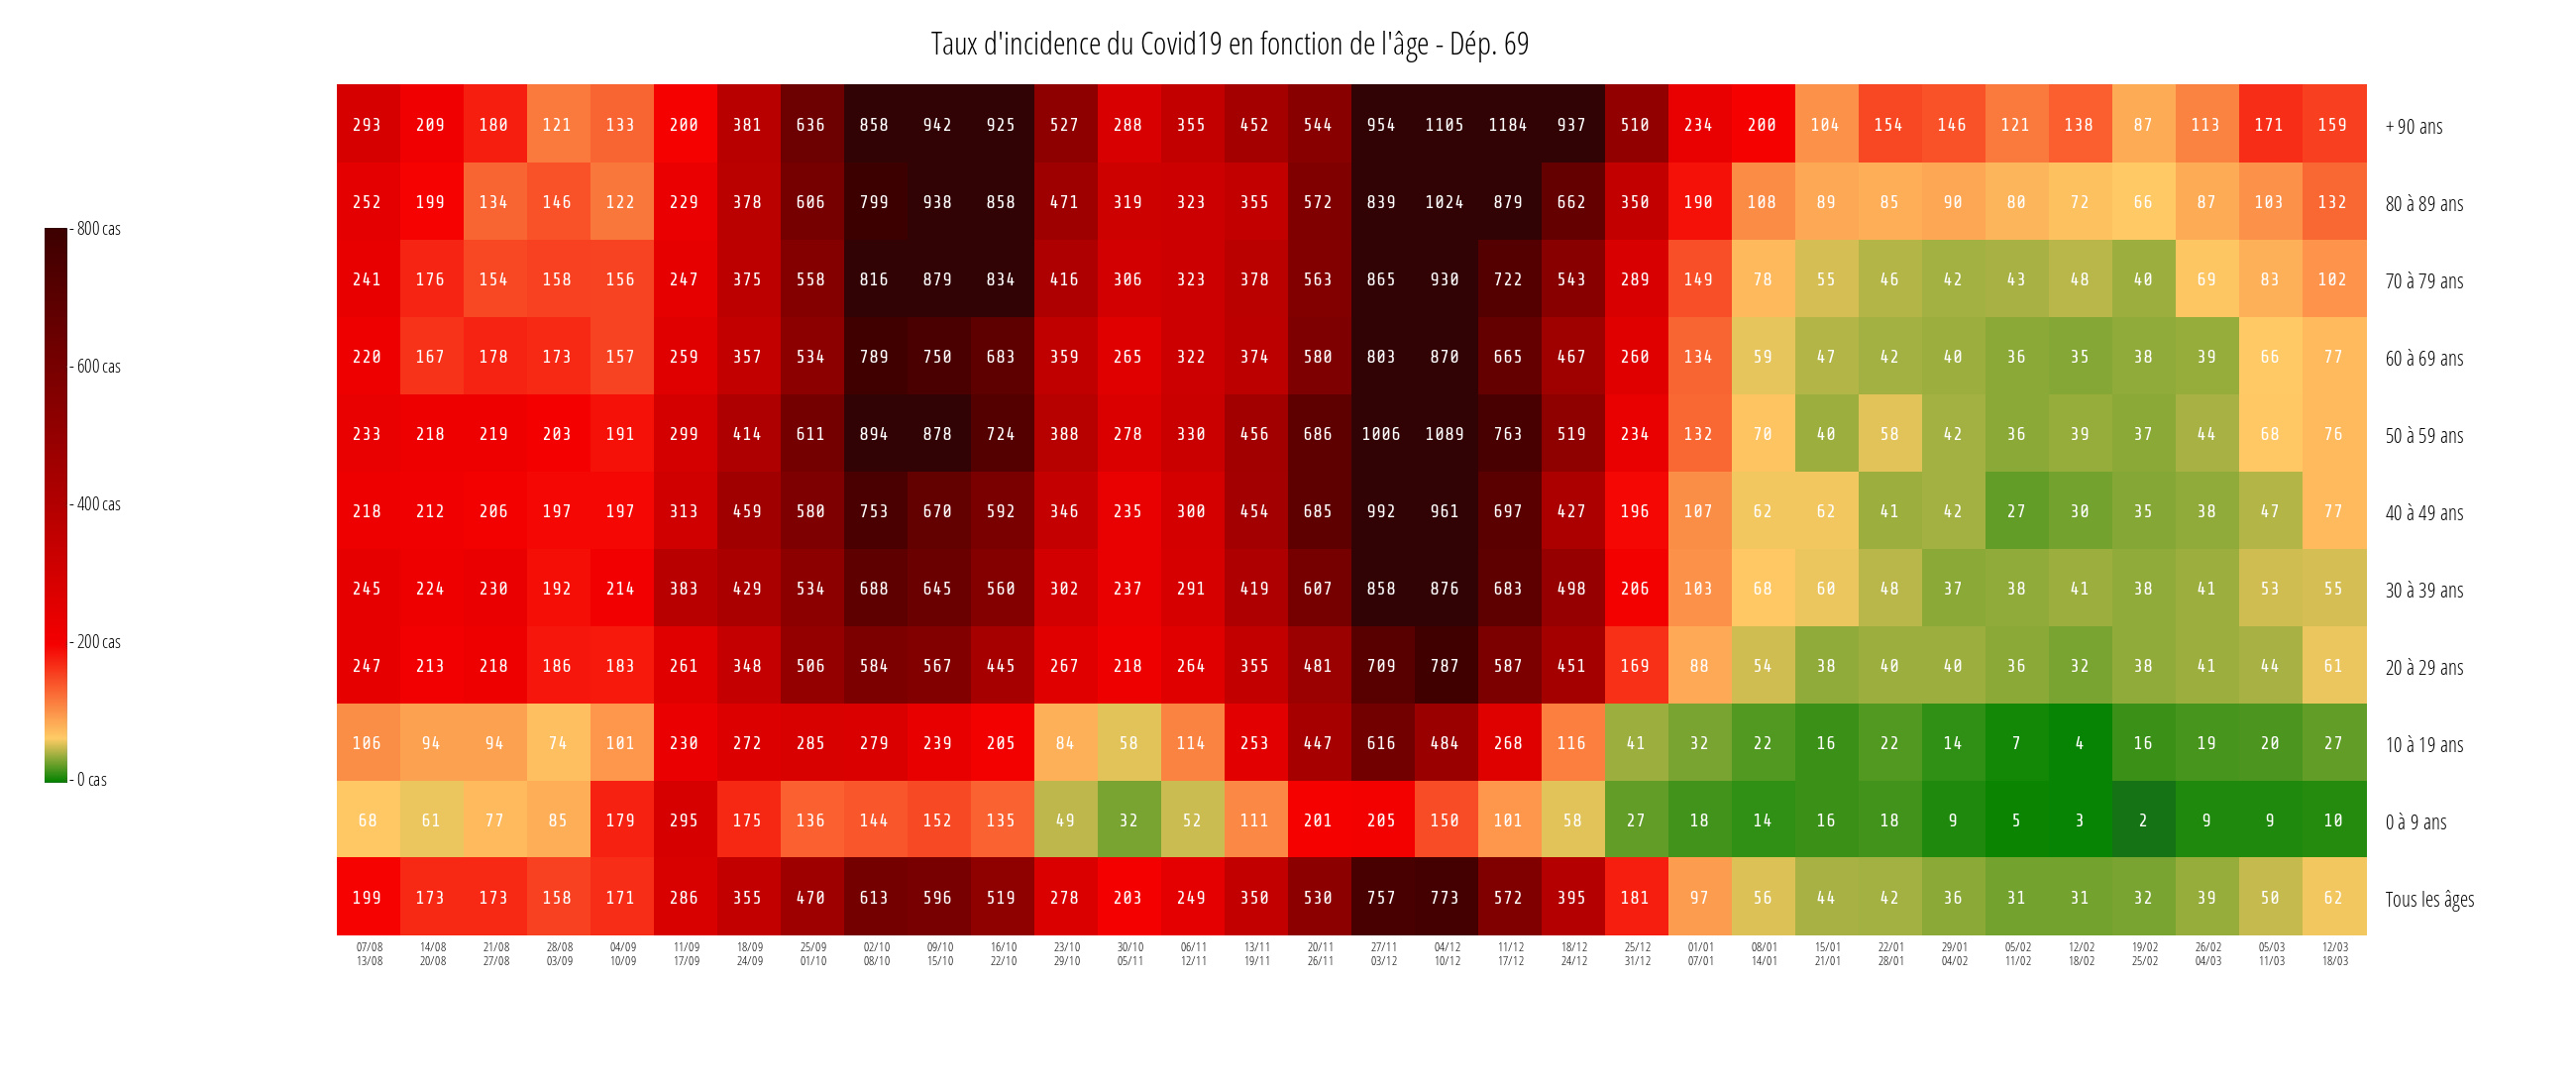 Taux d'incidence du Covid19 en fonction de l'âge - Dép. 69
- 800 cas
- 600 cas
- 400 cas
- 200 cas
- 0 cas
293 209 180 121 133 200 381 636 858 942 925 527 288 355 452 544 954 1105 1184 937 510 234 200 104 154 146 121 138 87 113 171 159 + 90 ans
252 199 134 146 122 229 378 606 799 938 858 471 319 323 355 572 839 1024 879 662 350 190 108 89 85 90 80 72 66 87 103 132 80 à 89 ans
241 176 154 158 156 247 375 558 816 879 834 416 306 323 378 563 865 930 722 543 289 149 78 55 46 42 43 48 40 69 83 102 70 à 79 ans
220 167 178 173 157 259 357 534 789 750 683 359 265 322 374 580 803 870 665 467 260 134 59 47 42 40 36 35 38 39 66 77 60 à 69 ans
233 218 219 203 191 299 414 611 894 878 724 388 278 330 456 686 1006 1089 763 519 234 132 70 40 58 42 36 39 37 44 68 76 50 à 59 ans
218 212 206 197 197 313 459 580 753 670 592 346 235 300 454 685 992 961 697 427 196 107 62 62 41 42 27 30 35 38 47 77 40 à 49 ans
245 224 230 192 214 383 429 534 688 645 560 302 237 291 419 607 858 876 683 498 206 103 68 60 48 37 38 41 38 41 53 55 30 à 39 ans
247 213 218 186 183 261 348 506 584 567 445 267 218 264 355 481 709 787 587 451 169 88 54 38 40 40 36 32 38 41 44 61 20 à 29 ans
106 94 94 74 101 230 272 285 279 239 205 84 58 114 253 447 616 484 268 116 41 32 22 16 22 14 7 4 16 19 20 27 10 à 19 ans
68 61 77 85 179 295 175 136 144 152 135 49 32 52 111 201 205 150 101 58 27 18 14 16 18 9 5 3 2 9 9 10 0 à 9 ans
199 173 173 158 171 286 355 470 613 596 519 278 203 249 350 530 757 773 572 395 181 97 56 44 42 36 31 31 32 39 50 62 Tous les âges
07/08 14/08 21/08 28/08 04/09 11/09 18/09 25/09 02/10 09/10 16/10 23/10 30/10 06/11 13/11 20/11 27/11 04/12 11/12 18/12 25/12 01/01 08/01 15/01 22/01 29/01 05/02 12/02 19/02 26/02 05/03 12/03
13/08 20/08 27/08 03/09 10/09 17/09 24/09 01/10 08/10 15/10 22/10 29/10 05/11 12/11 19/11 26/11 03/12 10/12 17/12 24/12 31/12 07/01 14/01 21/01 28/01 04/02 11/02 18/02 25/02 04/03 11/03 18/03